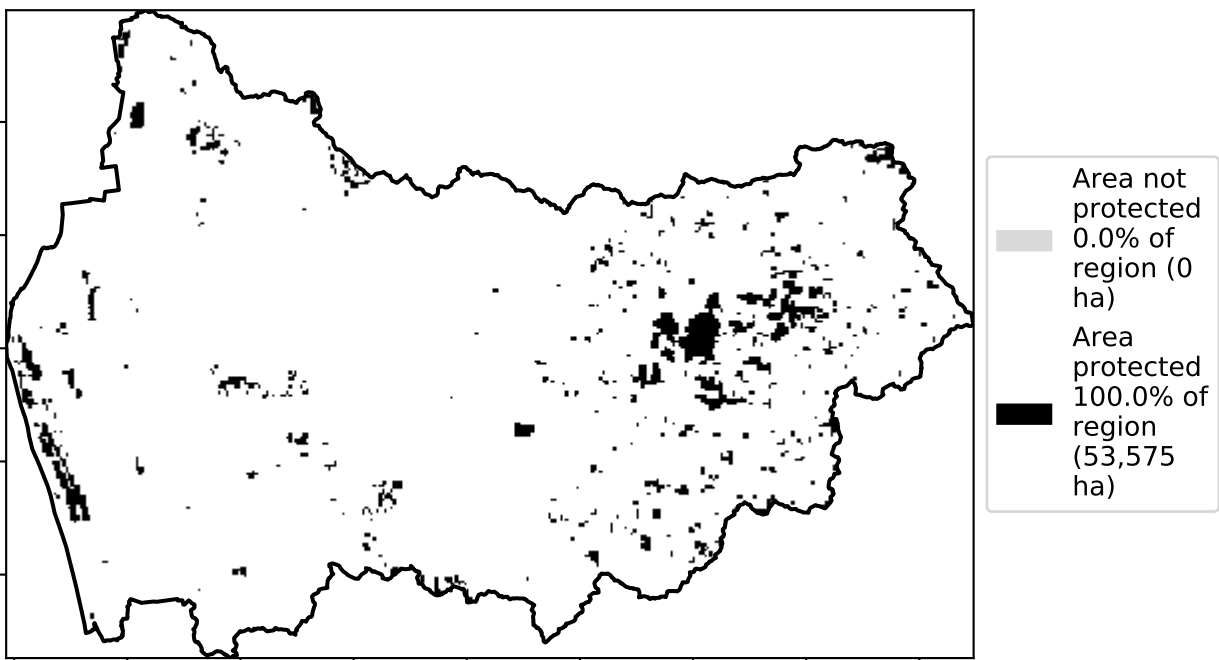 Area not
protected
0.0% of
region (0
ha)
Area
protected
100.0% of
region
(53,575
ha)